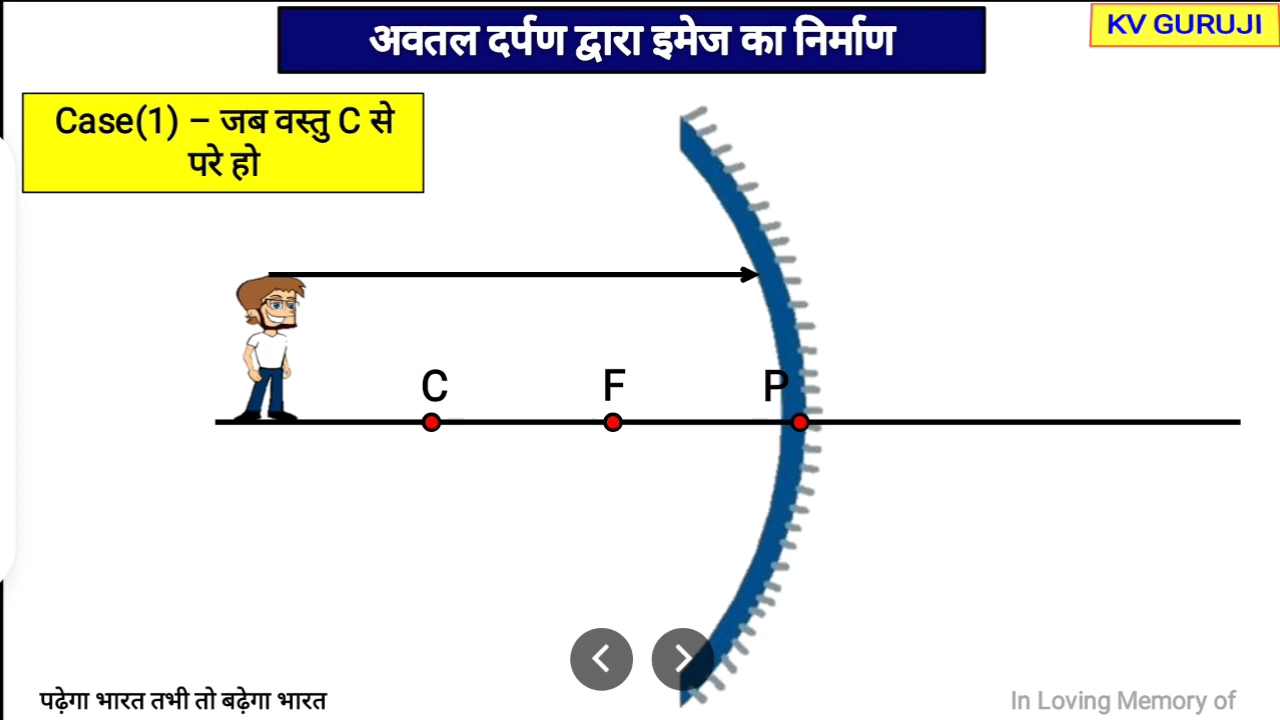 अवतल दर्पण द्वारा इमेज का निर्माण
KV GURUJI
Case(1) – जब वस्तु C से
परे हो
C
F
P
पढ़ेगा भारत तभी तो बढ़ेगा भारत
In Loving Memory of